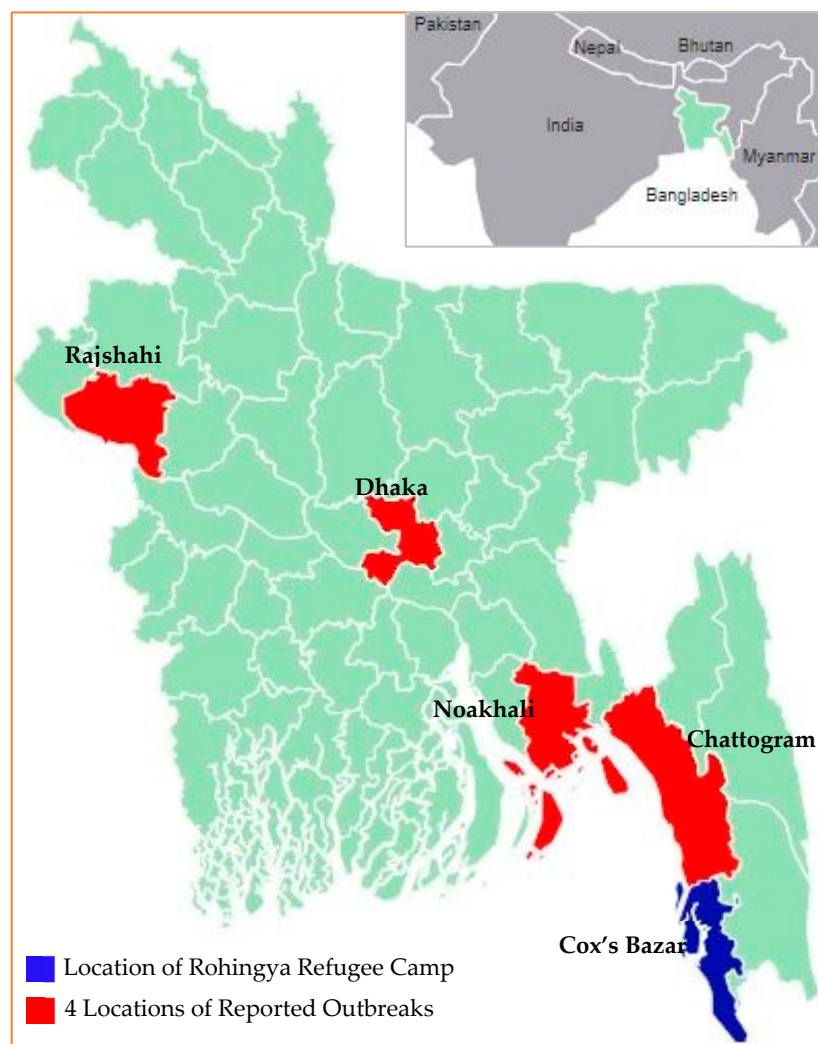 Pakistan
Nepal
Bhutan
India
Myanmar
Bangladesh
Rajshahi
Dhaka
Noakhali
Chattogram
Cox's Bazar
Location of Rohingya Refugee Camp
4 Locations of Reported Outbreaks